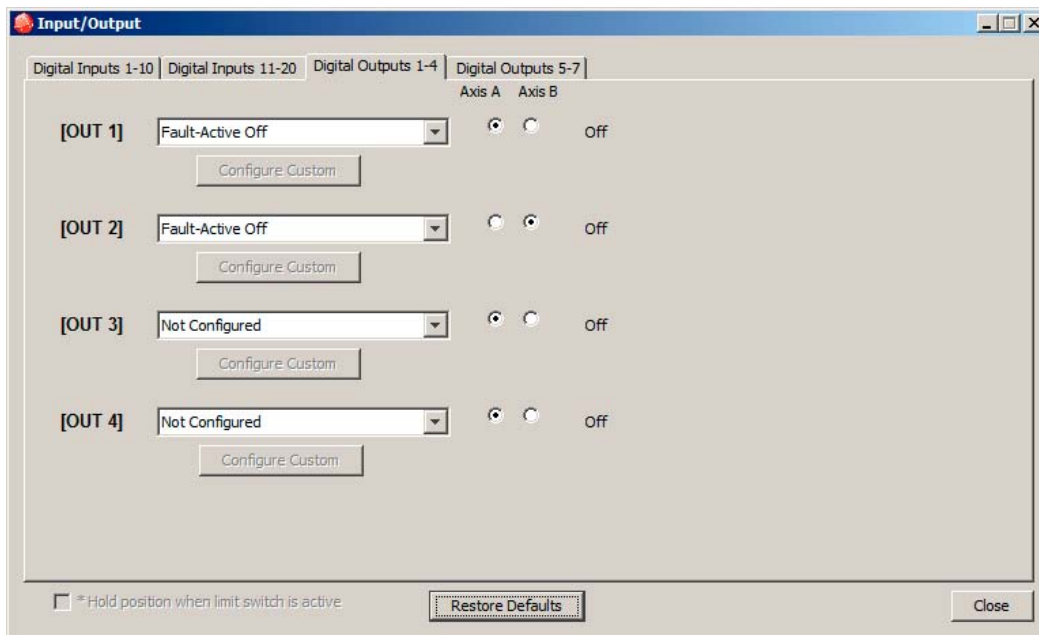 Input/Output
Digital Inputs 1-10 Digital Inputs 11-20 Digital Outputs 1-4 Digital Outputs 5-7
Axis A Axis B
[OUT 1] Fault-Active Off Off
Configure Custom
[OUT 2] Fault-Active Off Off
Configure Custom
[OUT 3] Not Configured Off
Configure Custom
[OUT 4] Not Configured Off
Configure Custom
*Hold position when limit switch is active Restore Defaults Close